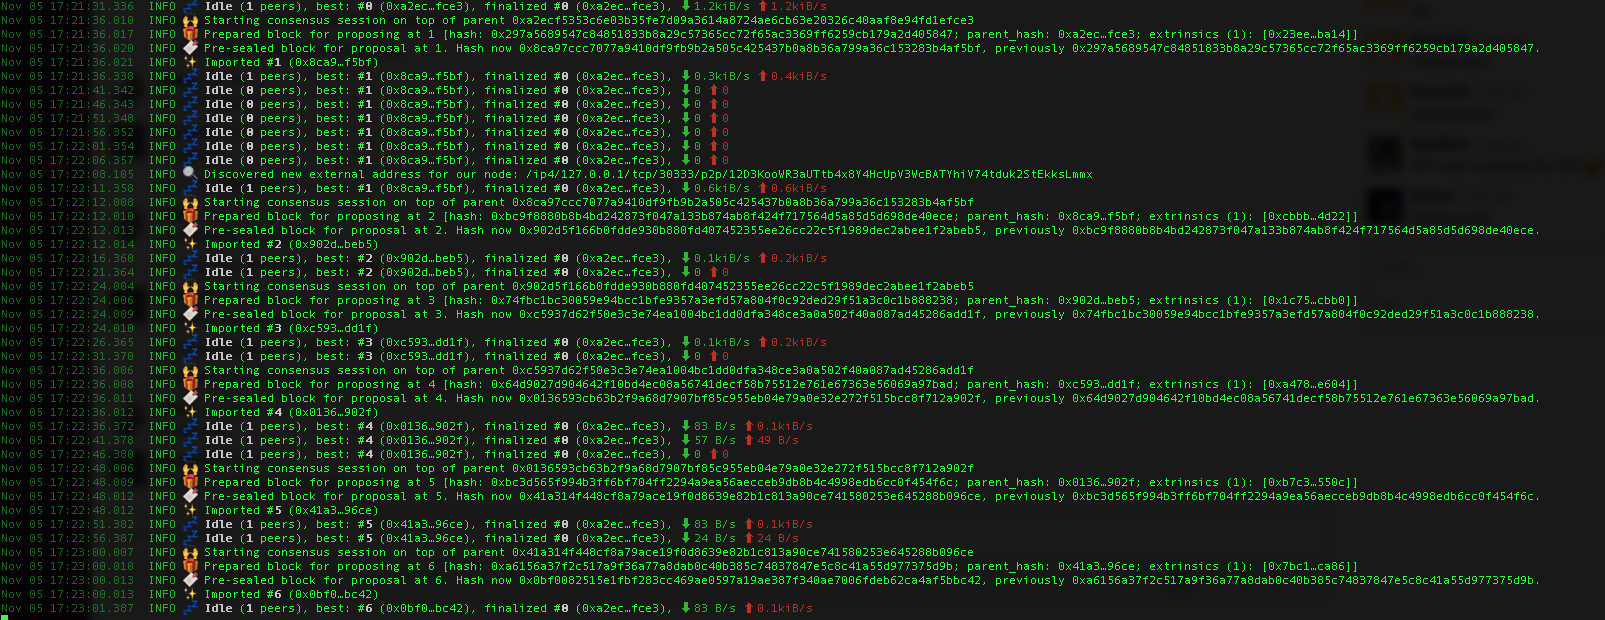 Nov 05 17:21:31.336 INFO 💤 Idle (1 peers), best: #0 (0xa2ec…fce3), finalized #0 (0xa2ec…fce3), ⬇ 1.2kiB/s ⬆ 1.2kiB/s
Nov 05 17:21:36.011 INFO 🙌 Starting consensus session on top of parent 0xa2ecf5353c6e03b35fe7d09a3614a8724ae6cb63e20326c40aaf8e94fd1efce3
Nov 05 17:21:36.017 INFO 🎁 Prepared block for proposing at 1 [hash: 0x297a5689547c84851833b8a29c57365cc72f65ac3369ff6259cb179a2d405847; parent_hash: 0xa2ec…fce3; extrinsics (1): [0x23ee…ba14]]
Nov 05 17:21:36.020 INFO 🔖 Pre-sealed block for proposal at 1. Hash now 0x8ca97ccc7077a9410df9fb9b2a505c425437b0a8b36a799a36c153283b4af5bf, previously 0x297a5689547c84851833b8a29c57365cc72f65ac3369ff6259cb179a2d405847.
Nov 05 17:21:36.021 INFO ✨ Imported #1 (0x8ca9…f5bf)
Nov 05 17:21:36.338 INFO 💤 Idle (1 peers), best: #1 (0x8ca9…f5bf), finalized #0 (0xa2ec…fce3), ⬇ 0.3kiB/s ⬆ 0.4kiB/s
Nov 05 17:21:41.342 INFO 💤 Idle (0 peers), best: #1 (0x8ca9…f5bf), finalized #0 (0xa2ec…fce3), ⬇ 0 ⬆ 0
Nov 05 17:21:46.343 INFO 💤 Idle (0 peers), best: #1 (0x8ca9…f5bf), finalized #0 (0xa2ec…fce3), ⬇ 0 ⬆ 0
Nov 05 17:21:51.348 INFO 💤 Idle (0 peers), best: #1 (0x8ca9…f5bf), finalized #0 (0xa2ec…fce3), ⬇ 0 ⬆ 0
Nov 05 17:21:56.352 INFO 💤 Idle (0 peers), best: #1 (0x8ca9…f5bf), finalized #0 (0xa2ec…fce3), ⬇ 0 ⬆ 0
Nov 05 17:22:01.354 INFO 💤 Idle (0 peers), best: #1 (0x8ca9…f5bf), finalized #0 (0xa2ec…fce3), ⬇ 0 ⬆ 0
Nov 05 17:22:06.357 INFO 💤 Idle (0 peers), best: #1 (0x8ca9…f5bf), finalized #0 (0xa2ec…fce3), ⬇ 0 ⬆ 0
Nov 05 17:22:08.105 INFO 🔍 Discovered new external address for our node: /ip4/127.0.0.1/tcp/30333/p2p/12D3KooWR3aUTtb4x8Y4HcUpV3WcBATYhiV74tduk2StEkksLmmx
Nov 05 17:22:11.358 INFO 💤 Idle (1 peers), best: #1 (0x8ca9…f5bf), finalized #0 (0xa2ec…fce3), ⬇ 0.6kiB/s ⬆ 0.6kiB/s
Nov 05 17:22:12.008 INFO 🙌 Starting consensus session on top of parent 0x8ca97ccc7077a9410df9fb9b2a505c425437b0a8b36a799a36c153283b4af5bf
Nov 05 17:22:12.010 INFO 🎁 Prepared block for proposing at 2 [hash: 0xbc9f8880b8b4bd242873f047a133b874ab8f424f717564d5a85d5d698de40ece; parent_hash: 0x8ca9…f5bf; extrinsics (1): [0xcbbb…4d22]]
Nov 05 17:22:12.013 INFO 🔖 Pre-sealed block for proposal at 2. Hash now 0x902d5f166b0fdde930b880fd407452355ee26cc22c5f1989dec2abee1f2abeb5, previously 0xbc9f8880b8b4bd242873f047a133b874ab8f424f717564d5a85d5d698de40ece.
Nov 05 17:22:12.014 INFO ✨ Imported #2 (0x902d…beb5)
Nov 05 17:22:16.360 INFO 💤 Idle (1 peers), best: #2 (0x902d…beb5), finalized #0 (0xa2ec…fce3), ⬇ 0.1kiB/s ⬆ 0.2kiB/s
Nov 05 17:22:21.364 INFO 💤 Idle (1 peers), best: #2 (0x902d…beb5), finalized #0 (0xa2ec…fce3), ⬇ 0 ⬆ 0
Nov 05 17:22:24.004 INFO 🙌 Starting consensus session on top of parent 0x902d5f166b0fdde930b880fd407452355ee26cc22c5f1989dec2abee1f2abeb5
Nov 05 17:22:24.006 INFO 🎁 Prepared block for proposing at 3 [hash: 0x74fbc1bc30059e94bcc1bfe9357a3efd57a804f0c92ded29f51a3c0c1b888238; parent_hash: 0x902d…beb5; extrinsics (1): [0x1c75…cbb0]]
Nov 05 17:22:24.009 INFO 🔖 Pre-sealed block for proposal at 3. Hash now 0xc5937d62f50e3c3e74ea1004bc1dd0dfa348ce3a0a502f40a087ad45286add1f, previously 0x74fbc1bc30059e94bcc1bfe9357a3efd57a804f0c92ded29f51a3c0c1b888238.
Nov 05 17:22:24.010 INFO ✨ Imported #3 (0xc593…dd1f)
Nov 05 17:22:26.365 INFO 💤 Idle (1 peers), best: #3 (0xc593…dd1f), finalized #0 (0xa2ec…fce3), ⬇ 0.1kiB/s ⬆ 0.2kiB/s
Nov 05 17:22:31.370 INFO 💤 Idle (1 peers), best: #3 (0xc593…dd1f), finalized #0 (0xa2ec…fce3), ⬇ 0 ⬆ 0
Nov 05 17:22:36.006 INFO 🙌 Starting consensus session on top of parent 0xc5937d62f50e3c3e74ea1004bc1dd0dfa348ce3a0a502f40a087ad45286add1f
Nov 05 17:22:36.008 INFO 🎁 Prepared block for proposing at 4 [hash: 0x64d9027d904642f10bd4ec08a56741decf58b75512e761e67363e56069a97bad; parent_hash: 0xc593…dd1f; extrinsics (1): [0xa478…e604]]
Nov 05 17:22:36.011 INFO 🔖 Pre-sealed block for proposal at 4. Hash now 0x0136593cb63b2f9a68d7907bf85c955eb04e79a0e32e272f515bcc8f712a902f, previously 0x64d9027d904642f10bd4ec08a56741decf58b75512e761e67363e56069a97bad.
Nov 05 17:22:36.012 INFO ✨ Imported #4 (0x0136…902f)
Nov 05 17:22:36.372 INFO 💤 Idle (1 peers), best: #4 (0x0136…902f), finalized #0 (0xa2ec…fce3), ⬇ 83 B/s ⬆ 0.1kiB/s
Nov 05 17:22:41.378 INFO 💤 Idle (1 peers), best: #4 (0x0136…902f), finalized #0 (0xa2ec…fce3), ⬇ 57 B/s ⬆ 49 B/s
Nov 05 17:22:46.380 INFO 💤 Idle (1 peers), best: #4 (0x0136…902f), finalized #0 (0xa2ec…fce3), ⬇ 0 ⬆ 0
Nov 05 17:22:48.006 INFO 🙌 Starting consensus session on top of parent 0x0136593cb63b2f9a68d7907bf85c955eb04e79a0e32e272f515bcc8f712a902f
Nov 05 17:22:48.009 INFO 🎁 Prepared block for proposing at 5 [hash: 0xbc3d565f994b3ff6bf704ff2294a9ea56aecceb9db8b4c4998edb6cc0f454f6c; parent_hash: 0x0136…902f; extrinsics (1): [0xb7c3…550c]]
Nov 05 17:22:48.012 INFO 🔖 Pre-sealed block for proposal at 5. Hash now 0x41a314f448cf8a79ace19f0d8639e82b1c813a90ce741580253e645288b096ce, previously 0xbc3d565f994b3ff6bf704ff2294a9ea56aecceb9db8b4c4998edb6cc0f454f6c.
Nov 05 17:22:48.012 INFO ✨ Imported #5 (0x41a3…96ce)
Nov 05 17:22:51.382 INFO 💤 Idle (1 peers), best: #5 (0x41a3…96ce), finalized #0 (0xa2ec…fce3), ⬇ 83 B/s ⬆ 0.1kiB/s
Nov 05 17:22:56.387 INFO 💤 Idle (1 peers), best: #5 (0x41a3…96ce), finalized #0 (0xa2ec…fce3), ⬇ 24 B/s ⬆ 24 B/s
Nov 05 17:23:00.007 INFO 🙌 Starting consensus session on top of parent 0x41a314f448cf8a79ace19f0d8639e82b1c813a90ce741580253e645288b096ce
Nov 05 17:23:00.010 INFO 🎁 Prepared block for proposing at 6 [hash: 0xa6156a37f2c517a9f36a77a8dab0c40b385c74837847e5c8c41a55d977375d9b; parent_hash: 0x41a3…96ce; extrinsics (1): [0x7bc1…ca86]]
Nov 05 17:23:00.013 INFO 🔖 Pre-sealed block for proposal at 6. Hash now 0x0bf0082515e1fbf283cc469ae0597a19ae387f340ae7006fdeb62ca4af5bbc42, previously 0xa6156a37f2c517a9f36a77a8dab0c40b385c74837847e5c8c41a55d977375d9b.
Nov 05 17:23:00.013 INFO ✨ Imported #6 (0x0bf0…bc42)
Nov 05 17:23:01.387 INFO 💤 Idle (1 peers), best: #6 (0x0bf0…bc42), finalized #0 (0xa2ec…fce3), ⬇ 83 B/s ⬆ 0.1kiB/s